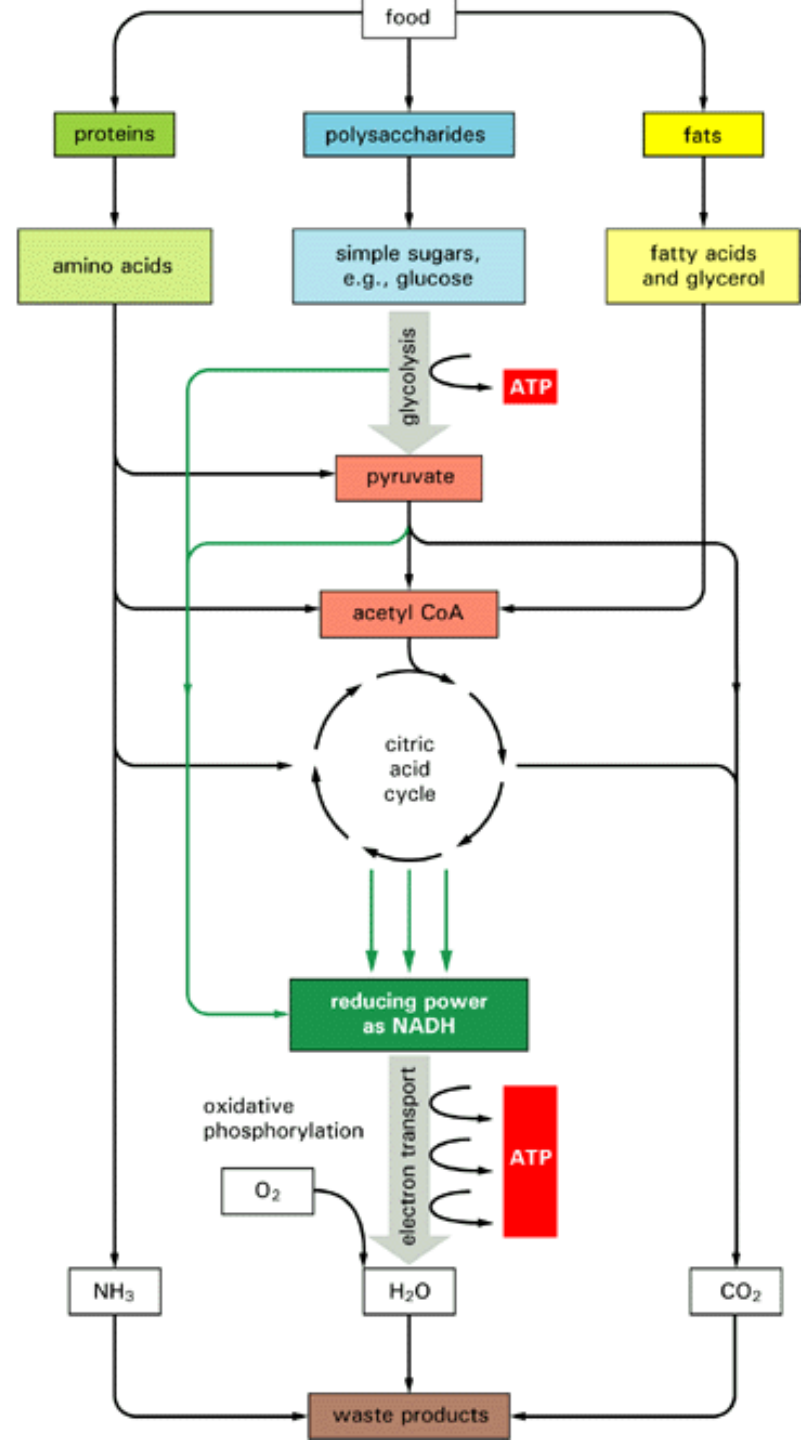 food
proteins
polysaccharides
fats
amino acids
simple sugars,
e.g., glucose
fatty acids
and glycerol
glycolysis
ATP
pyruvate
acetyl CoA
citric
acid
cycle
reducing power
as NADH
oxidative
phosphorylation
electron transport
ATP
O₂
NH₃
H₂O
CO₂
waste products